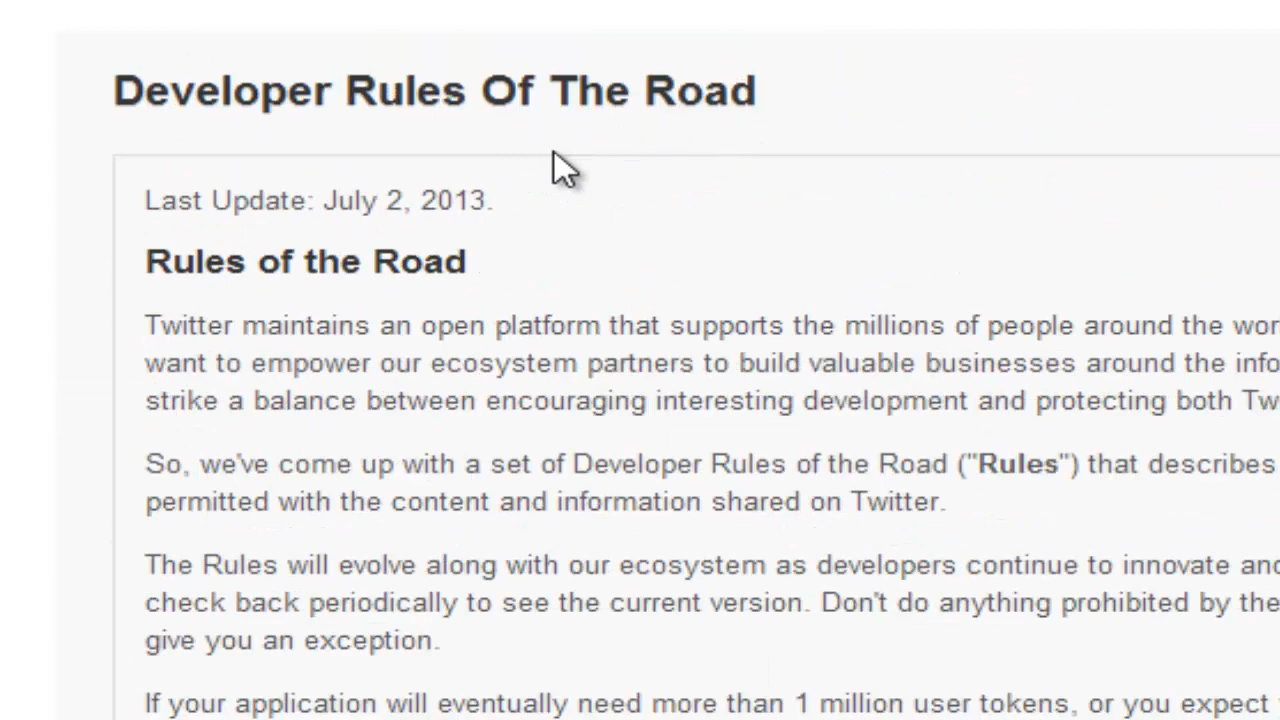 Developer Rules Of The Road
Last Update: July 2, 2013.
Rules of the Road
Twitter maintains an open platform that supports the millions of people around the
want to empower our ecosystem partners to build valuable businesses around the
strike a balance between encouraging interesting development and protecting both
So, we've come up with a set of Developer Rules of the Road ("Rules") that describes
permitted with the content and information shared on Twitter.
The Rules will evolve along with our ecosystem as developers continue to innovate
check back periodically to see the current version. Don't do anything prohibited by the
give you an exception.
If your application will eventually need more than 1 million user tokens, or you expect